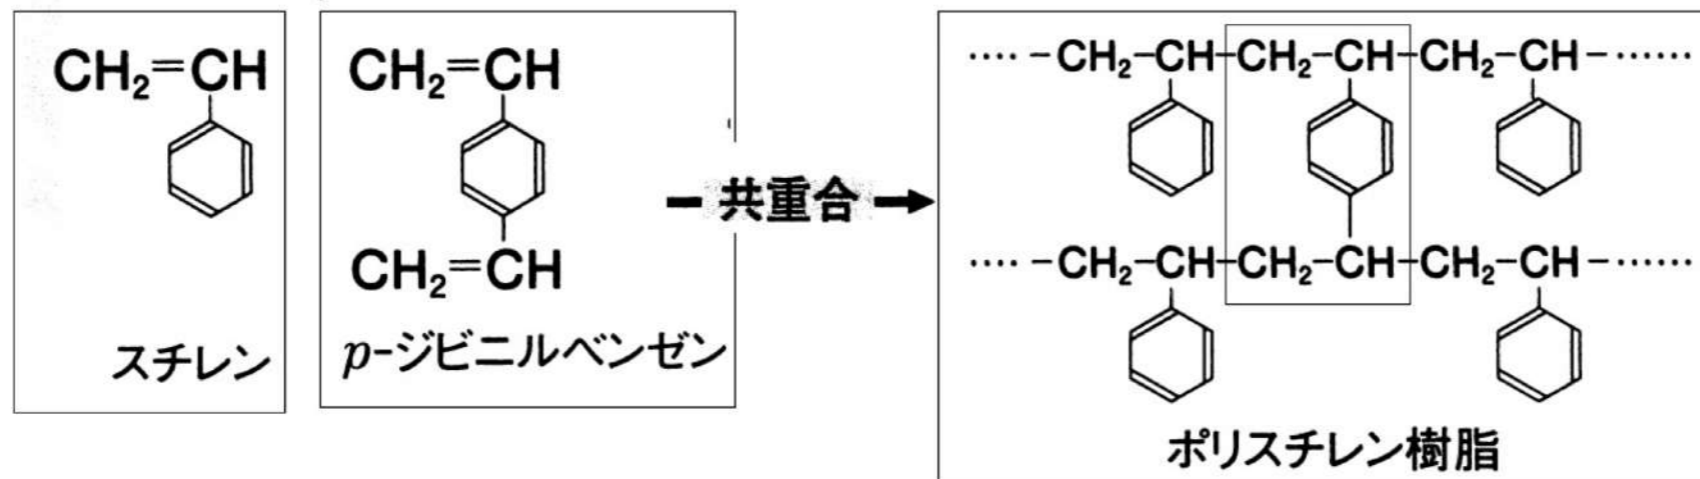 CH₂=CH
スチレン
CH₂=CH
CH₂=CH
p-ジビニルベンゼン
共重合
···· -CH₂-CH-CH₂-CH-CH₂-CH-······
···· -CH₂-CH-CH₂-CH-CH₂-CH-······
ポリスチレン樹脂